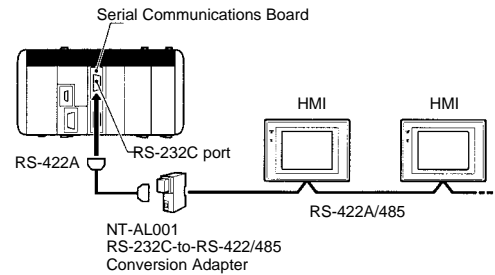 Serial Communications Board
HMI
HMI
RS-232C port
RS-422A
RS-422A/485
NT-AL001
RS-232C-to-RS-422/485
Conversion Adapter